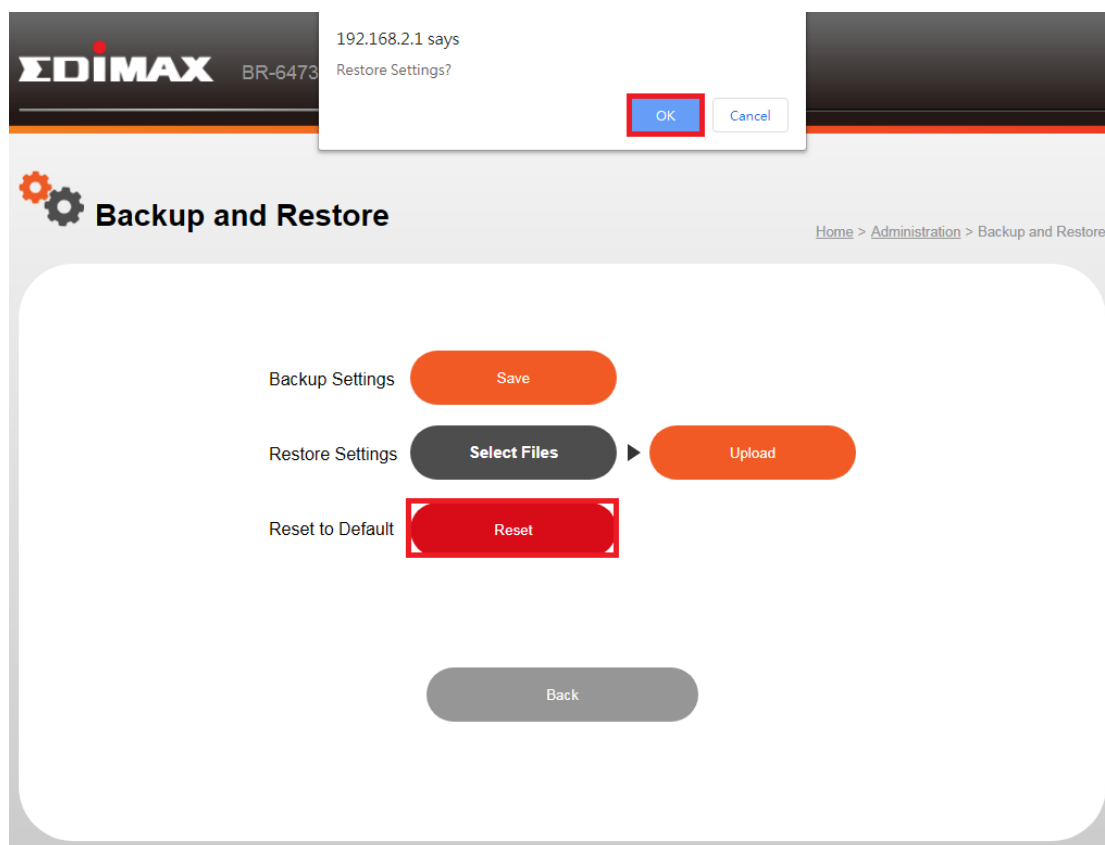 192.168.2.1 says
Restore Settings?
OK Cancel
EDIMAX BR-6473
Backup and Restore
Home > Administration > Backup and Restore
Backup Settings Save
Restore Settings Select Files Upload
Reset to Default Reset
Back